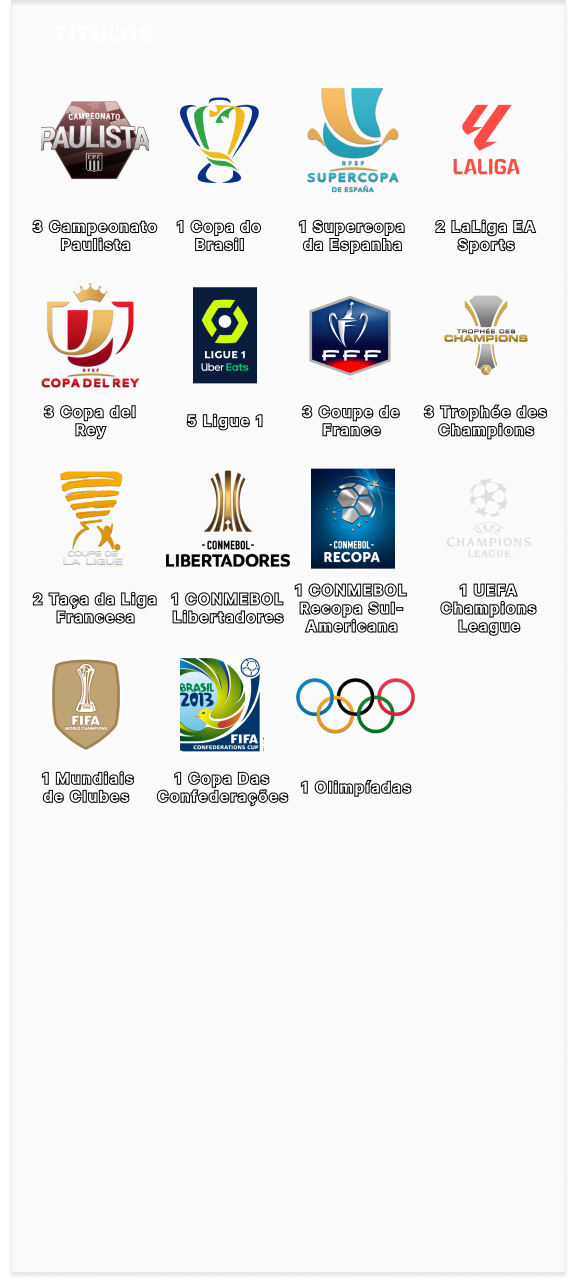 TÍTULOS
CAMPEONATO
PAULISTA
RFEF
SUPERCOPA
DE ESPAÑA
LALIGA
3 Campeonato
Paulista
1 Copa do
Brasil
1 Supercopa
da Espanha
2 LaLiga EA
Sports
RFEF
COPA DEL REY
LIGUE 1
Uber Eats
FFF
TROPHÉE DES
CHAMPIONS
3 Copa del
Rey
5 Ligue 1
3 Coupe de
France
3 Trophée des
Champions
COUPE DE
LA LIGUE
-CONMEBOL-
LIBERTADORES
-CONMEBOL-
RECOPA
UEFA
CHAMPIONS
LEAGUE
2 Taça da Liga
Francesa
1 CONMEBOL
Libertadores
1 CONMEBOL
Recopa Sul-
Americana
1 UEFA
Champions
League
FIFA
WORLD CHAMPIONS
BRASIL
2013
FIFA
CONFEDERATIONS CUP
1 Mundiais
de Clubes
1 Copa Das
Confederações
1 Olimpíadas